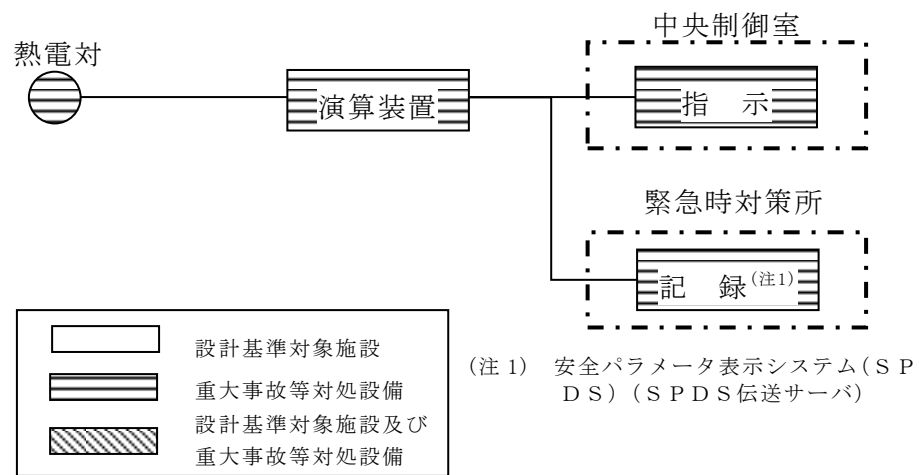 中央制御室
熱電対
演算装置
指　示
緊急時対策所
記　録(注1)
設計基準対象施設
重大事故等対処設備
設計基準対象施設及び
重大事故等対処設備
(注 1)　安全パラメータ表示システム(ＳＰ
ＤＳ)(ＳＰＤＳ伝送サーバ)